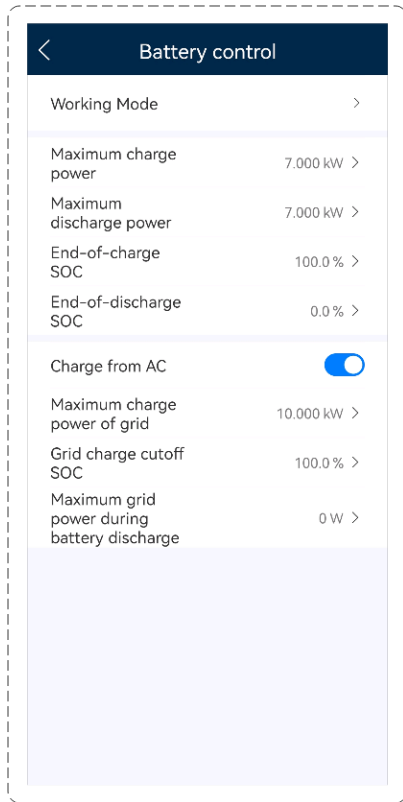 Battery control
Working Mode
Maximum charge
power
7.000 kW
Maximum
discharge power
7.000 kW
End-of-charge
SOC
100.0 %
End-of-discharge
SOC
0.0 %
Charge from AC
Maximum charge
power of grid
10.000 kW
Grid charge cutoff
SOC
100.0 %
Maximum grid
power during
battery discharge
0 W